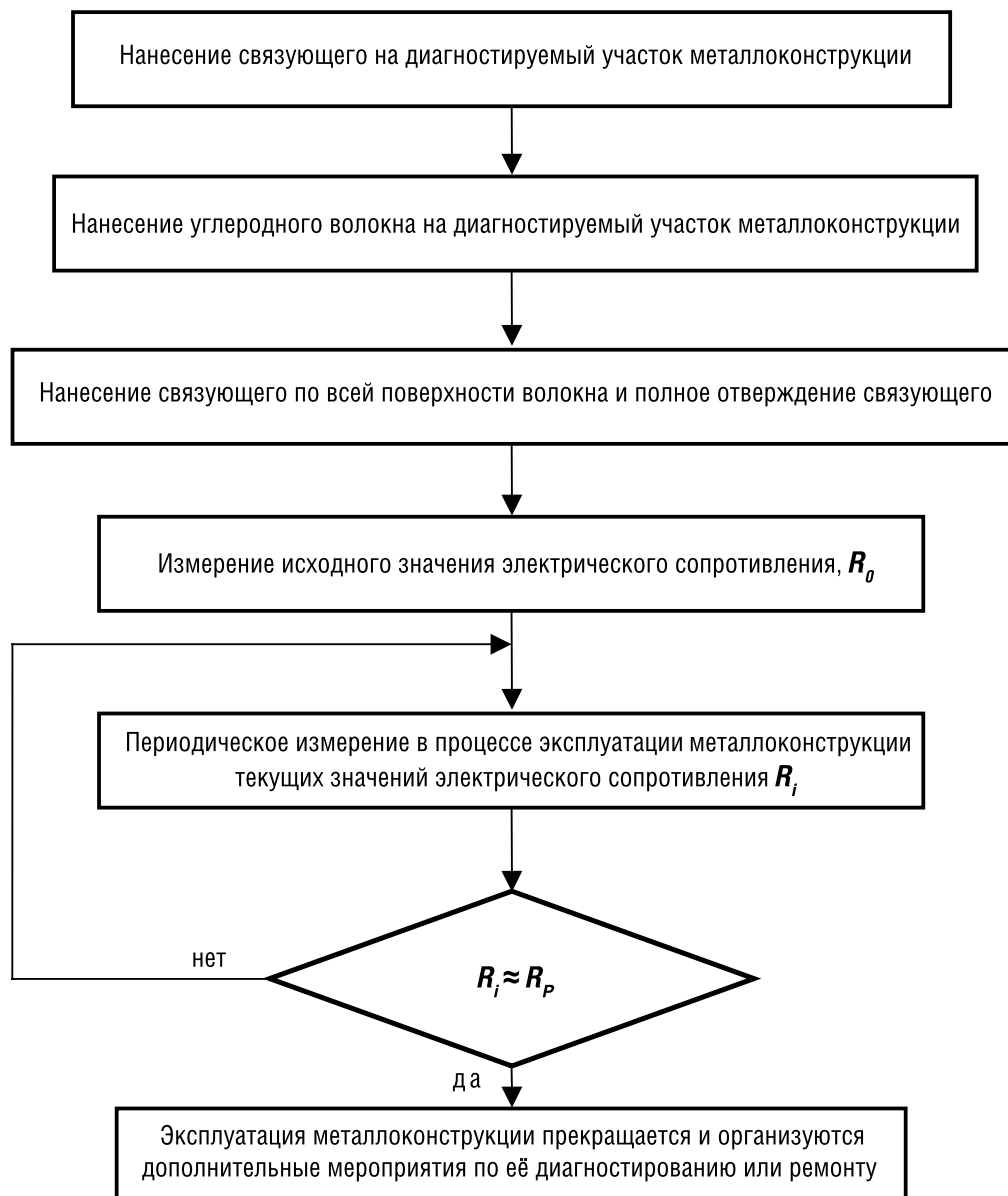 Нанесение связующего на диагностируемый участок металлоконструкции
Нанесение углеродного волокна на диагностируемый участок металлоконструкции
Нанесение связующего по всей поверхности волокна и полное отверждение связующего
Измерение исходного значения электрического сопротивления, R₀
Периодическое измерение в процессе эксплуатации металлоконструкции
текущих значений электрического сопротивления Rᵢ
нет
Rᵢ ≈ R_P
да
Эксплуатация металлоконструкции прекращается и организуются
дополнительные мероприятия по её диагностированию или ремонту